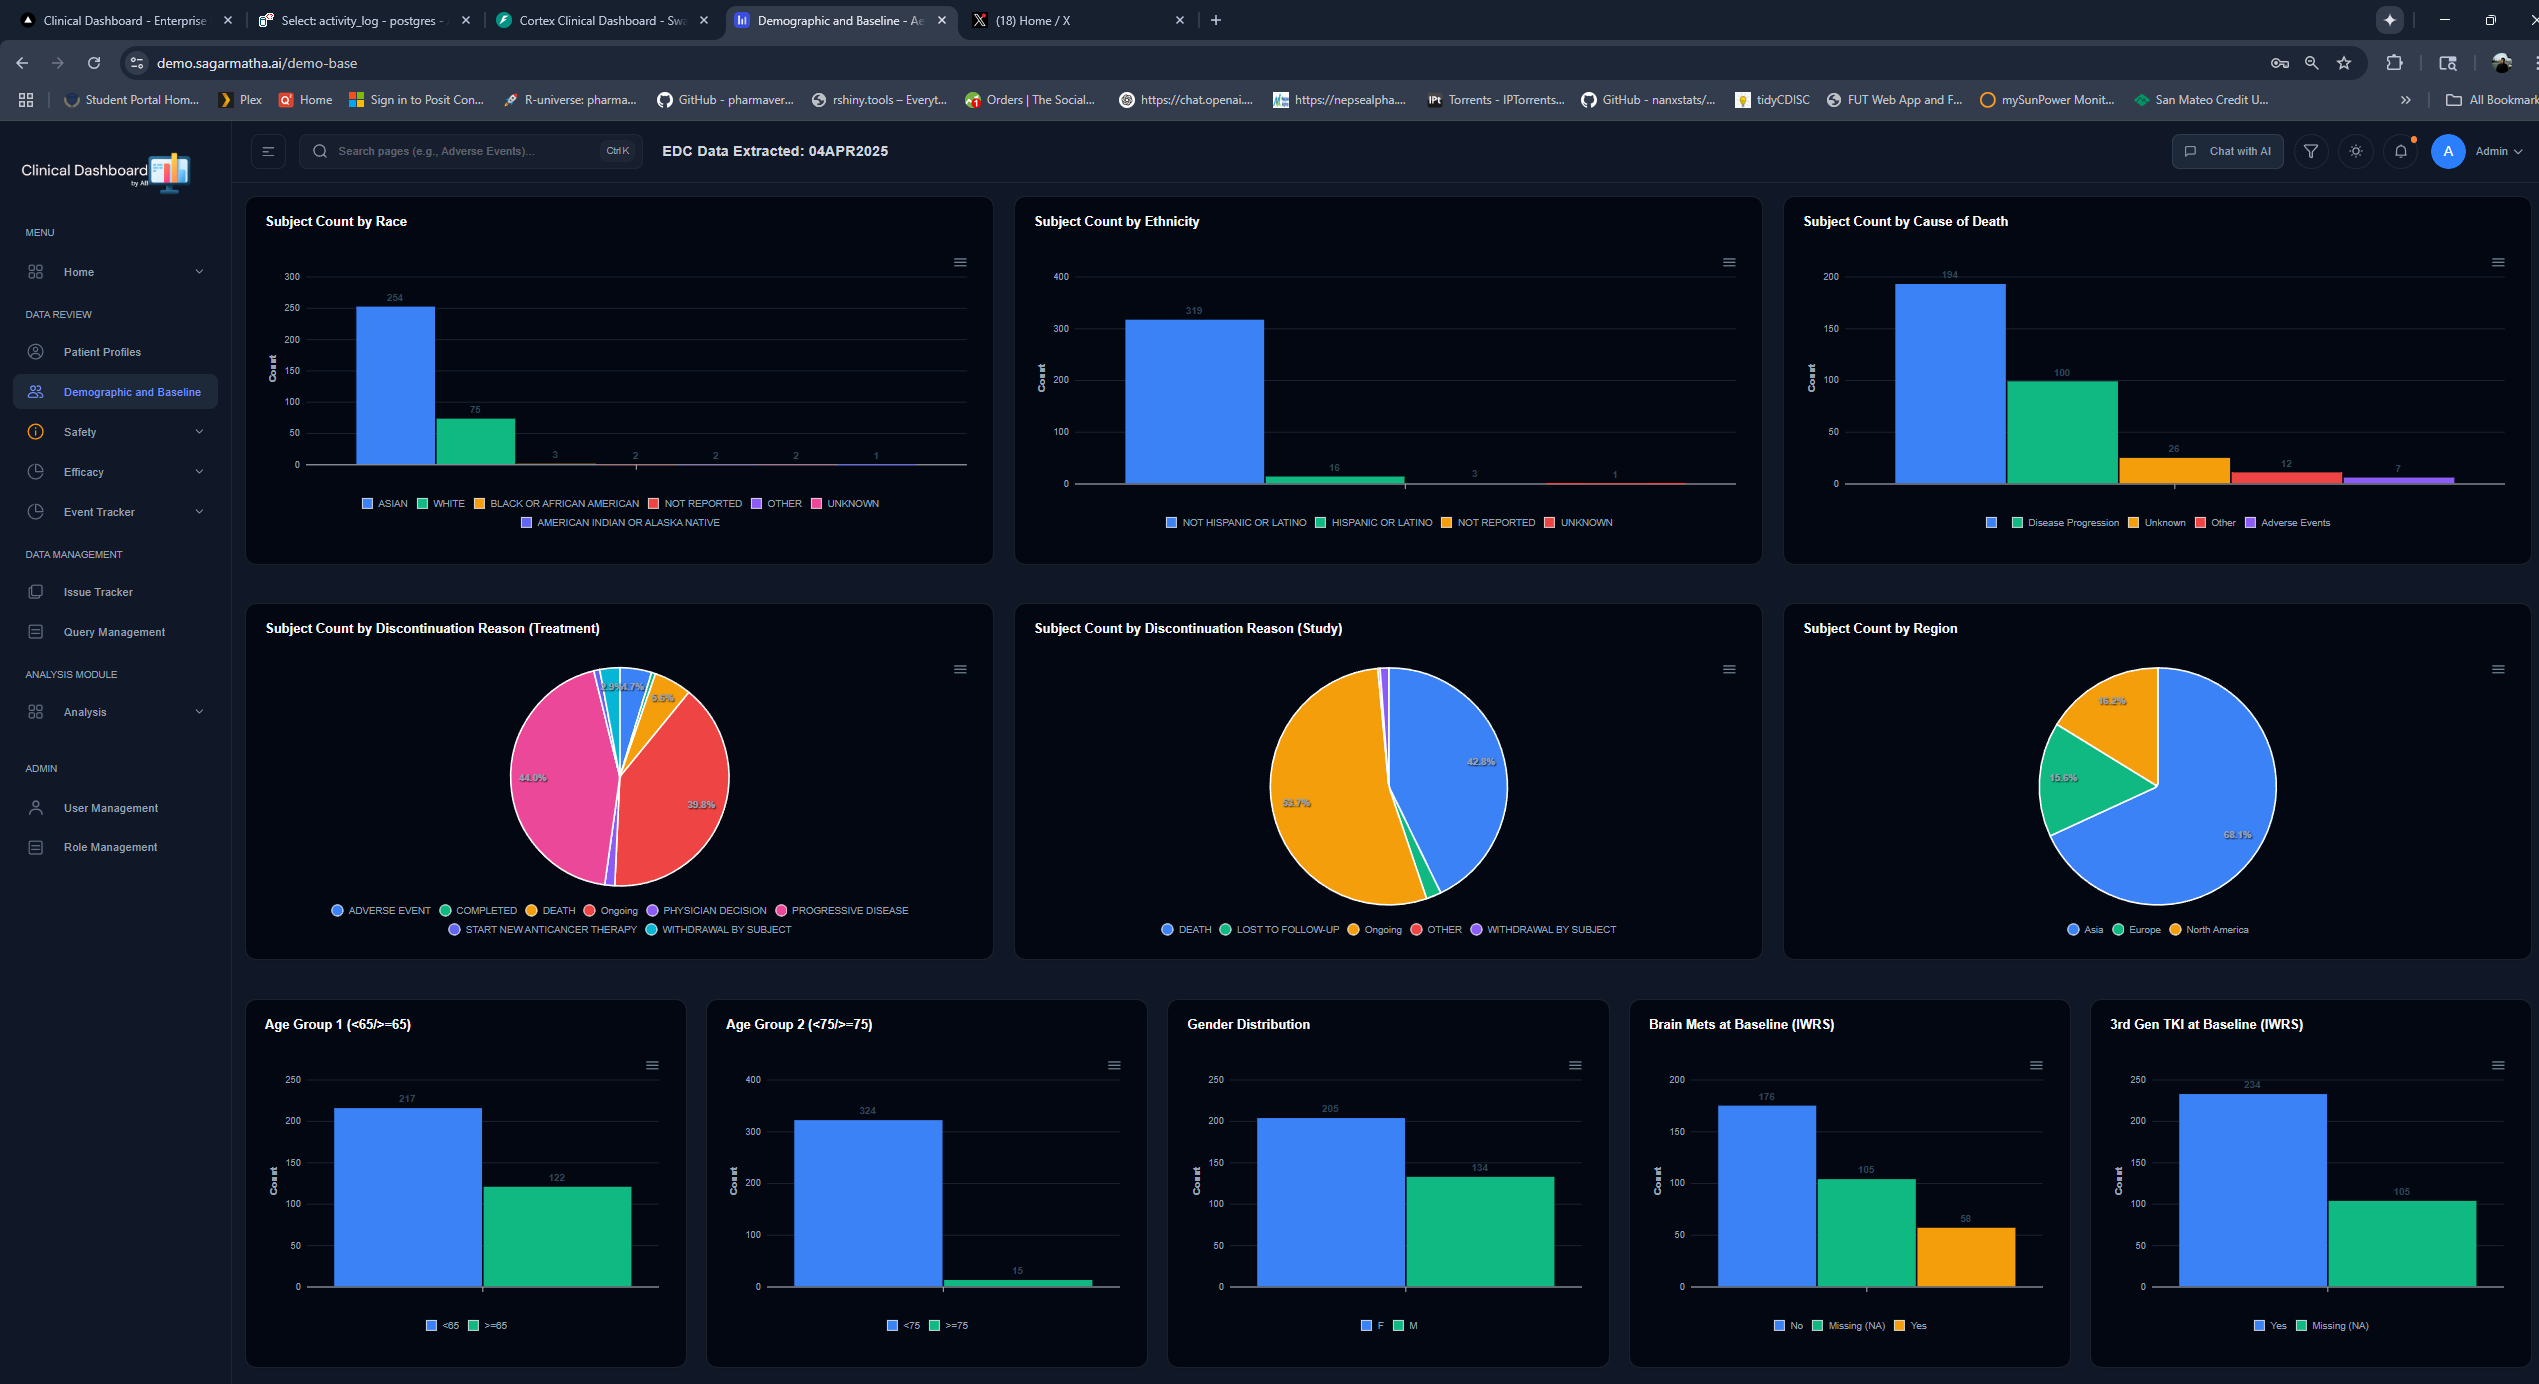 Clinical Dashboard - Enterprise
Select: activity_log - postgres -
Cortex Clinical Dashboard - Swa
Demographic and Baseline - Ae
(18) Home / X
demo.sagarmatha.ai/demo-base
Student Portal Hom...
Plex
Home
Sign in to Posit Con...
R-universe: pharma...
GitHub - pharmaver...
rshiny.tools – Everyt...
Orders | The Social...
https://chat.openai....
https://nepsealpha....
Torrents - IPTorrents...
GitHub - nanxstats/...
tidyCDISC
FUT Web App and F...
mySunPower Monit...
San Mateo Credit U...
All Bookmark
Clinical Dashboard
Search pages (e.g., Adverse Events)...
Ctrl K
EDC Data Extracted: 04APR2025
Chat with AI
A
Admin
MENU
Home
DATA REVIEW
Patient Profiles
Demographic and Baseline
Safety
Efficacy
Event Tracker
DATA MANAGEMENT
Issue Tracker
Query Management
ANALYSIS MODULE
Analysis
ADMIN
User Management
Role Management
Subject Count by Race
300
250
200
150
100
50
0
Count
254
75
3
2
2
2
1
ASIAN WHITE BLACK OR AFRICAN AMERICAN NOT REPORTED OTHER UNKNOWN
AMERICAN INDIAN OR ALASKA NATIVE
Subject Count by Ethnicity
400
300
200
100
0
Count
319
16
3
1
NOT HISPANIC OR LATINO HISPANIC OR LATINO NOT REPORTED UNKNOWN
Subject Count by Cause of Death
200
150
100
50
0
Count
194
100
26
12
7
Disease Progression Unknown Other Adverse Events
Subject Count by Discontinuation Reason (Treatment)
2.9%
4.7%
5.6%
44.0%
39.8%
ADVERSE EVENT COMPLETED DEATH Ongoing PHYSICIAN DECISION PROGRESSIVE DISEASE
START NEW ANTICANCER THERAPY WITHDRAWAL BY SUBJECT
Subject Count by Discontinuation Reason (Study)
42.8%
53.7%
DEATH LOST TO FOLLOW-UP Ongoing OTHER WITHDRAWAL BY SUBJECT
Subject Count by Region
16.2%
15.6%
68.1%
Asia Europe North America
Age Group 1 (<65/>=65)
250
200
150
100
50
0
Count
217
122
<65 >=65
Age Group 2 (<75/>=75)
400
300
200
100
0
Count
324
15
<75 >=75
Gender Distribution
250
200
150
100
50
0
Count
205
134
F M
Brain Mets at Baseline (IWRS)
200
150
100
50
0
Count
176
105
58
No Missing (NA) Yes
3rd Gen TKI at Baseline (IWRS)
250
200
150
100
50
0
Count
234
105
Yes Missing (NA)